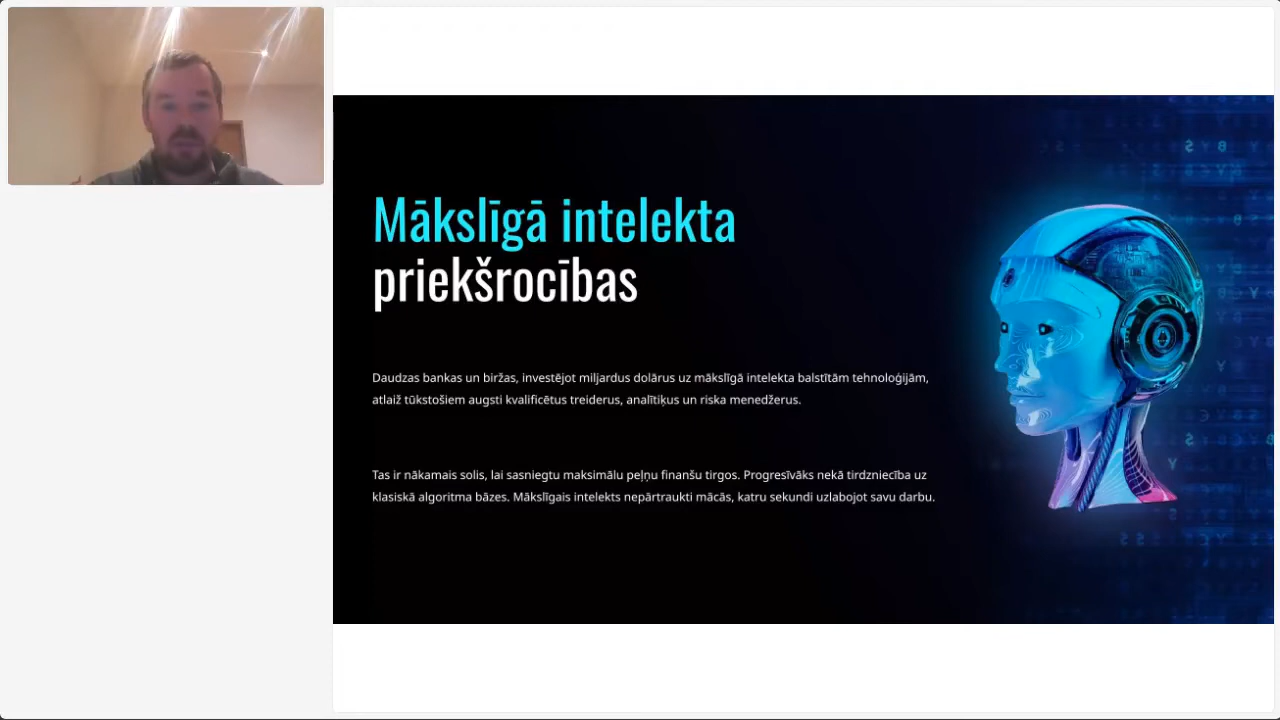 Mākslīgā intelekta
priekšrocības
Daudzas bankas un biržas, investējot miljardus dolārus uz mākslīgā intelekta balstītām tehnoloģijām,
atlaiž tūkstošiem augsti kvalificētus treiderus, analītiķus un riska menedžerus.
Tas ir nākamais solis, lai sasniegtu maksimālu peļņu finanšu tirgos. Progresīvāks nekā tirdzniecība uz
klasiskā algoritma bāzes. Mākslīgais intelekts nepārtraukti mācās, katru sekundi uzlabojot savu darbu.